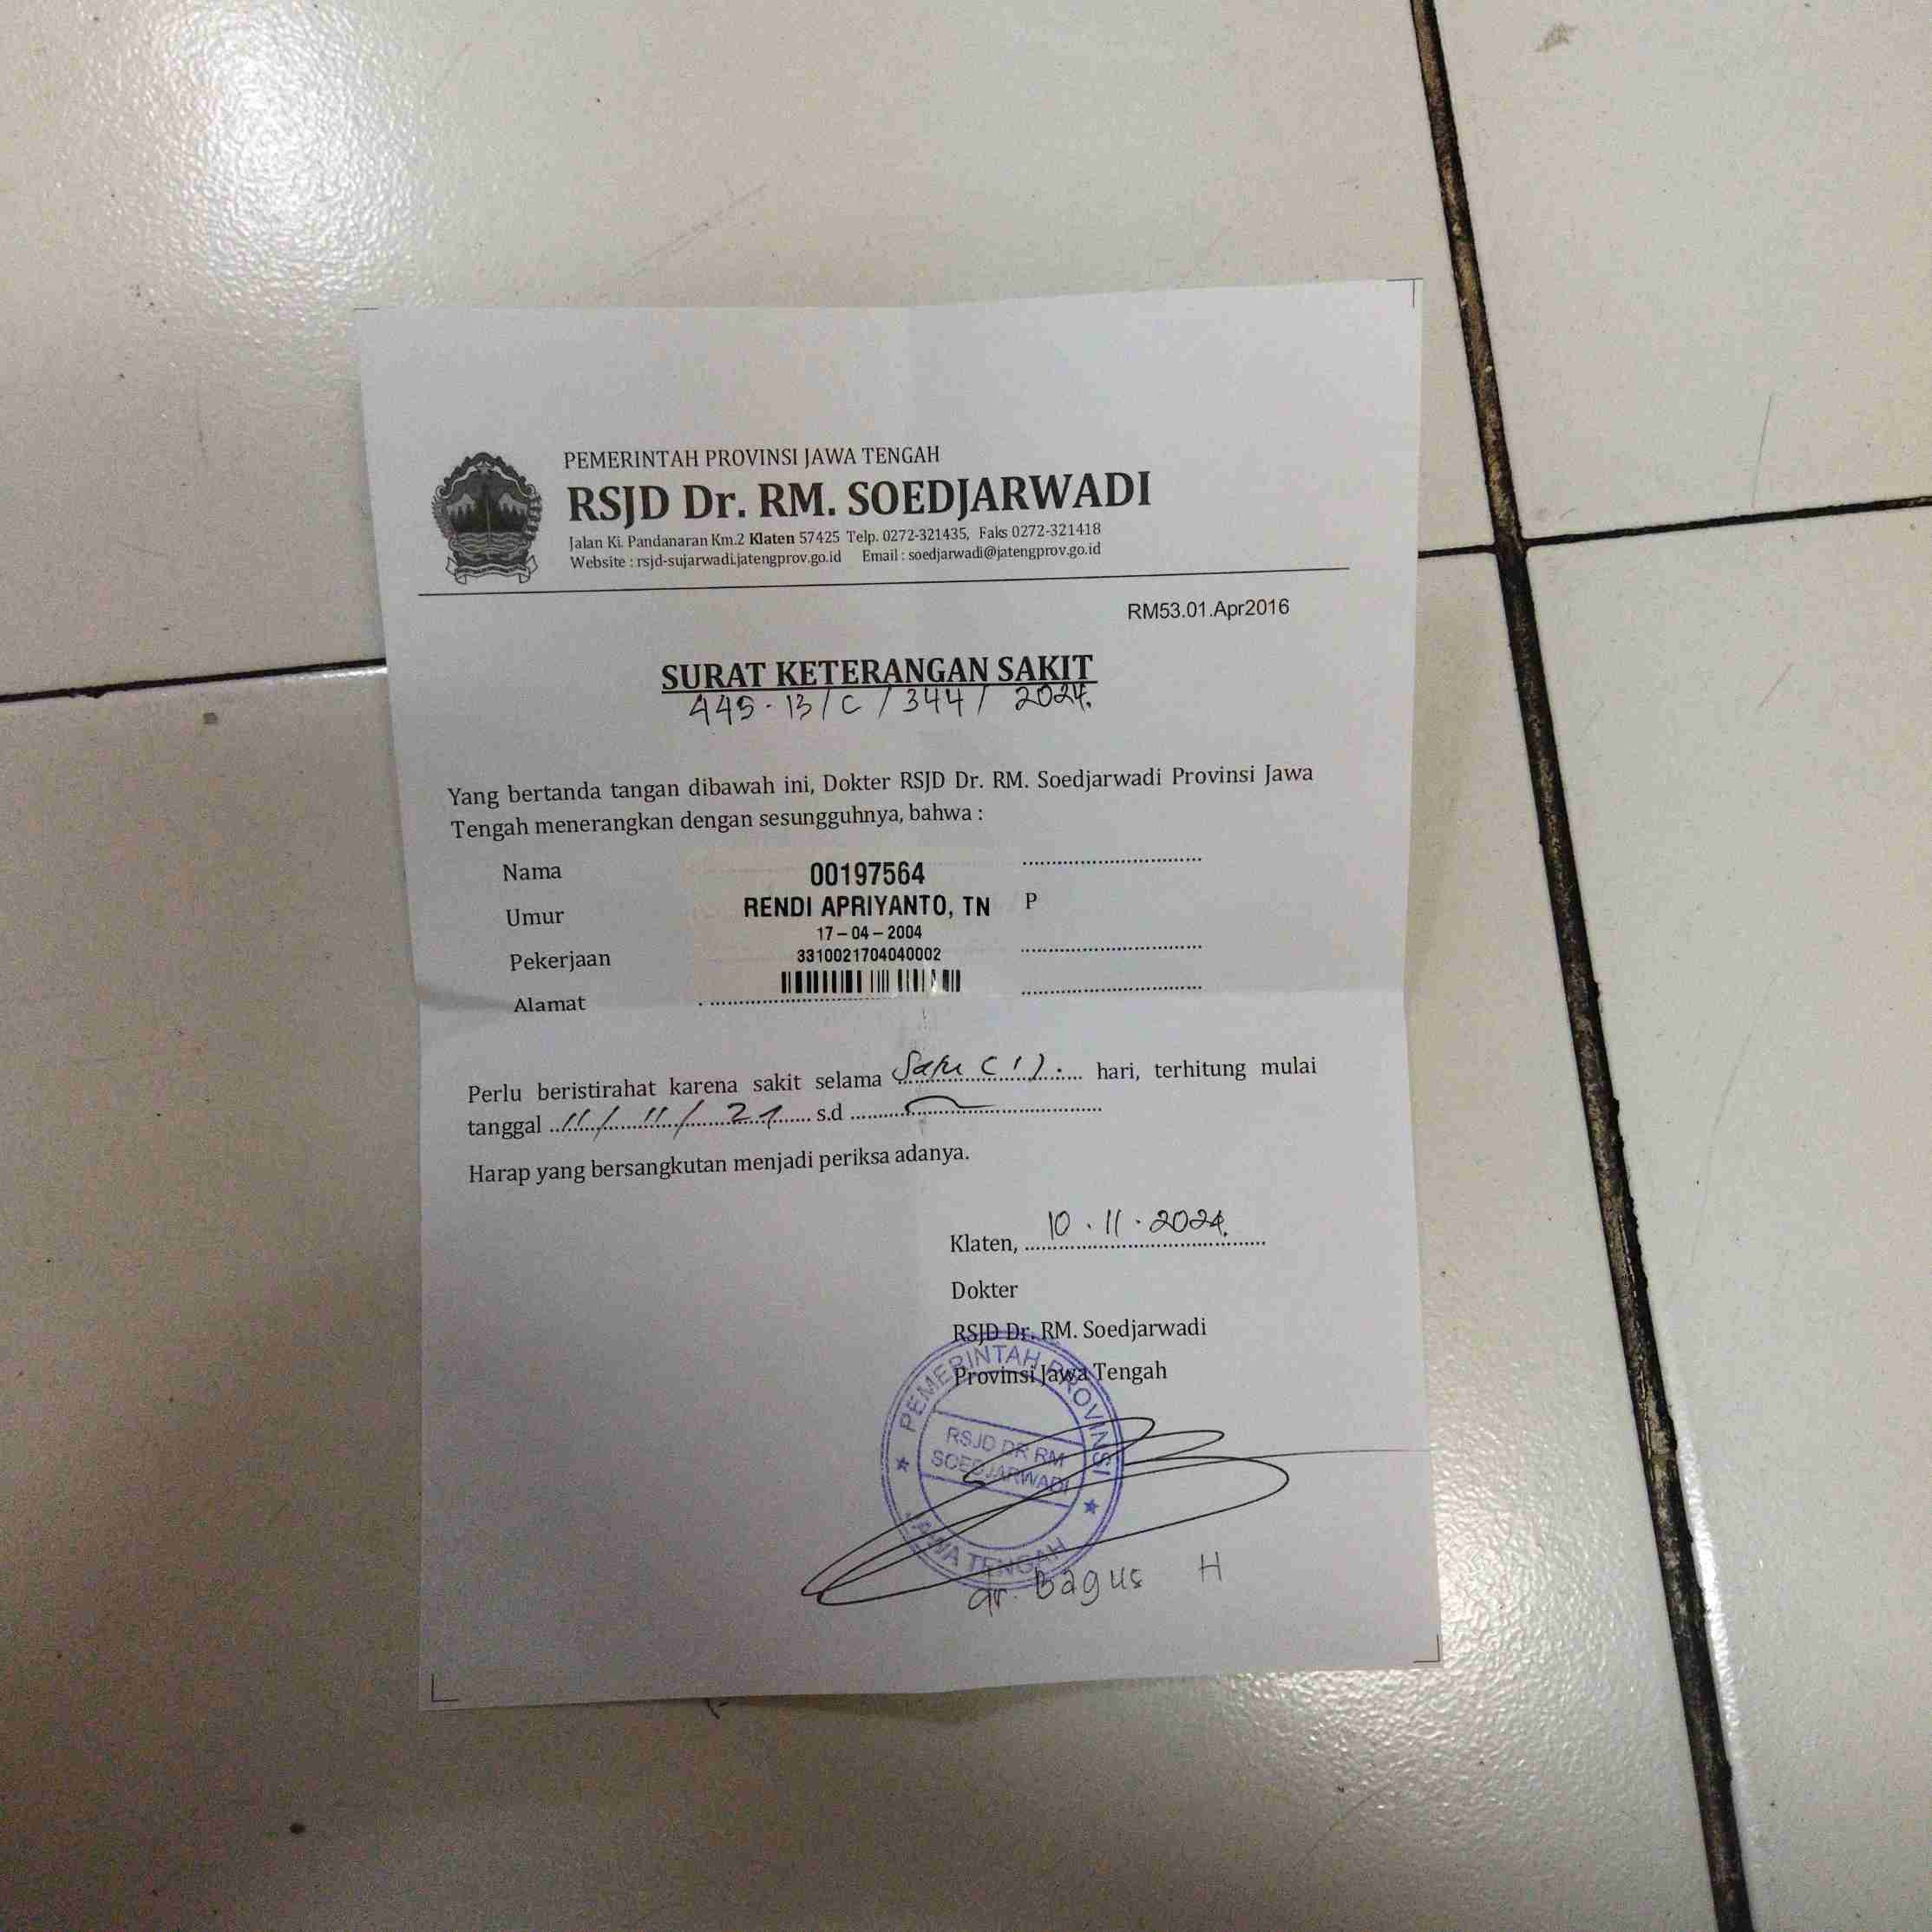 PEMERINTAH PROVINSI JAWA TENGAH
RSJD Dr. RM. SOEDJARWADI
Jalan Ki. Pandanaran Km.2 Klaten 57425 Telp. 0272-321435, Faks 0272-321418
Website : rsjd-sujarwadi.jatengprov.go.id Email : soedjarwadi@jatengprov.go.id
RM53.01.Apr2016
SURAT KETERANGAN SAKIT
445.13/C/344/2024.
Yang bertanda tangan dibawah ini, Dokter RSJD Dr. RM. Soedjarwadi Provinsi Jawa
Tengah menerangkan dengan sesungguhnya, bahwa :
Nama 00197564
Umur RENDI APRIYANTO, TN P
17-04-2004
Pekerjaan 3310021704040002
Alamat
Perlu beristirahat karena sakit selama Satu (1) hari, terhitung mulai
tanggal 11/11/24 s.d
Harap yang bersangkutan menjadi periksa adanya.
Klaten, 10.11.2024.
Dokter
RSJD Dr. RM. Soedjarwadi
Provinsi Jawa Tengah
PEMERINTAH PROVINSI
RSJD DR RM
SOEDJARWADI
JAWA TENGAH
dr. Bagus H